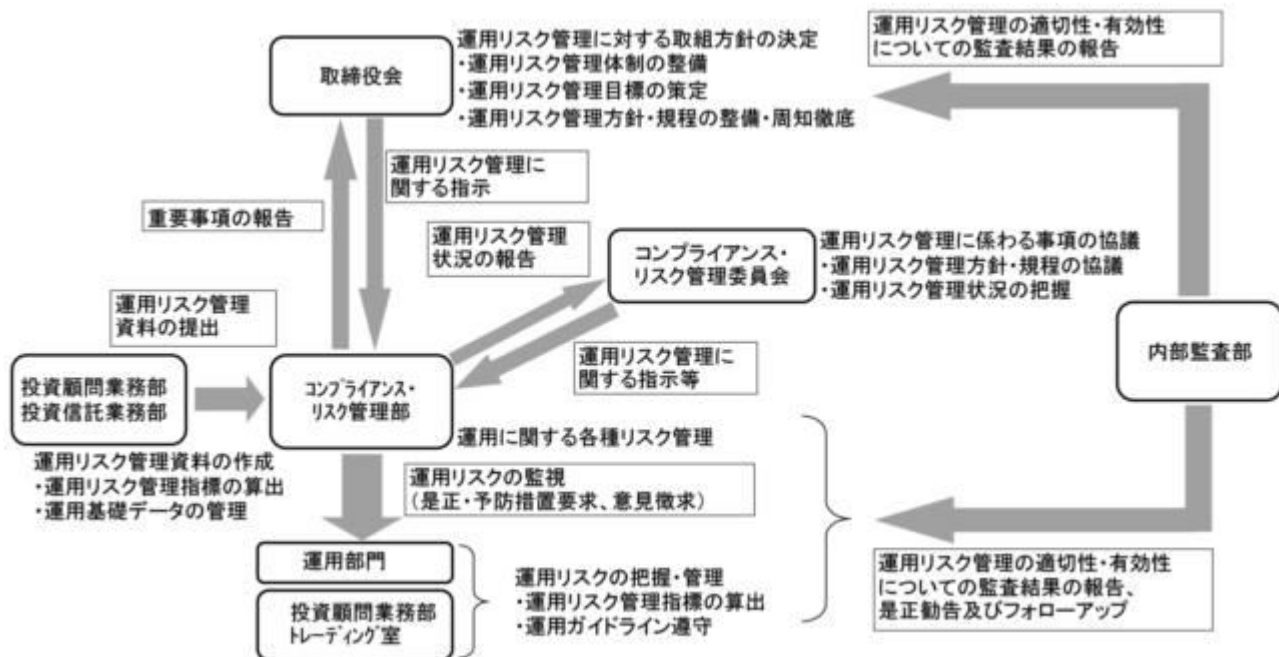 取締役会
運用リスク管理に対する取組方針の決定
・運用リスク管理体制の整備
・運用リスク管理目標の策定
・運用リスク管理方針・規程の整備・周知徹底
運用リスク管理の適切性・有効性
についての監査結果の報告
運用リスク管理に
関する指示
重要事項の報告
運用リスク管理
状況の報告
コンプライアンス・
リスク管理委員会
運用リスク管理に係わる事項の協議
・運用リスク管理方針・規程の協議
・運用リスク管理状況の把握
運用リスク管理
資料の提出
内部監査部
運用リスク管理に
関する指示等
投資顧問業務部
投資信託業務部
コンプライアンス・
リスク管理部
運用に関する各種リスク管理
運用リスク管理資料の作成
・運用リスク管理指標の算出
・運用基礎データの管理
運用リスクの監視
(是正・予防措置要求、意見徴求)
運用部門
投資顧問業務部
トレーディング室
運用リスクの把握・管理
・運用リスク管理指標の算出
・運用ガイドライン遵守
運用リスク管理の適切性・有効性
についての監査結果の報告、
是正勧告及びフォローアップ